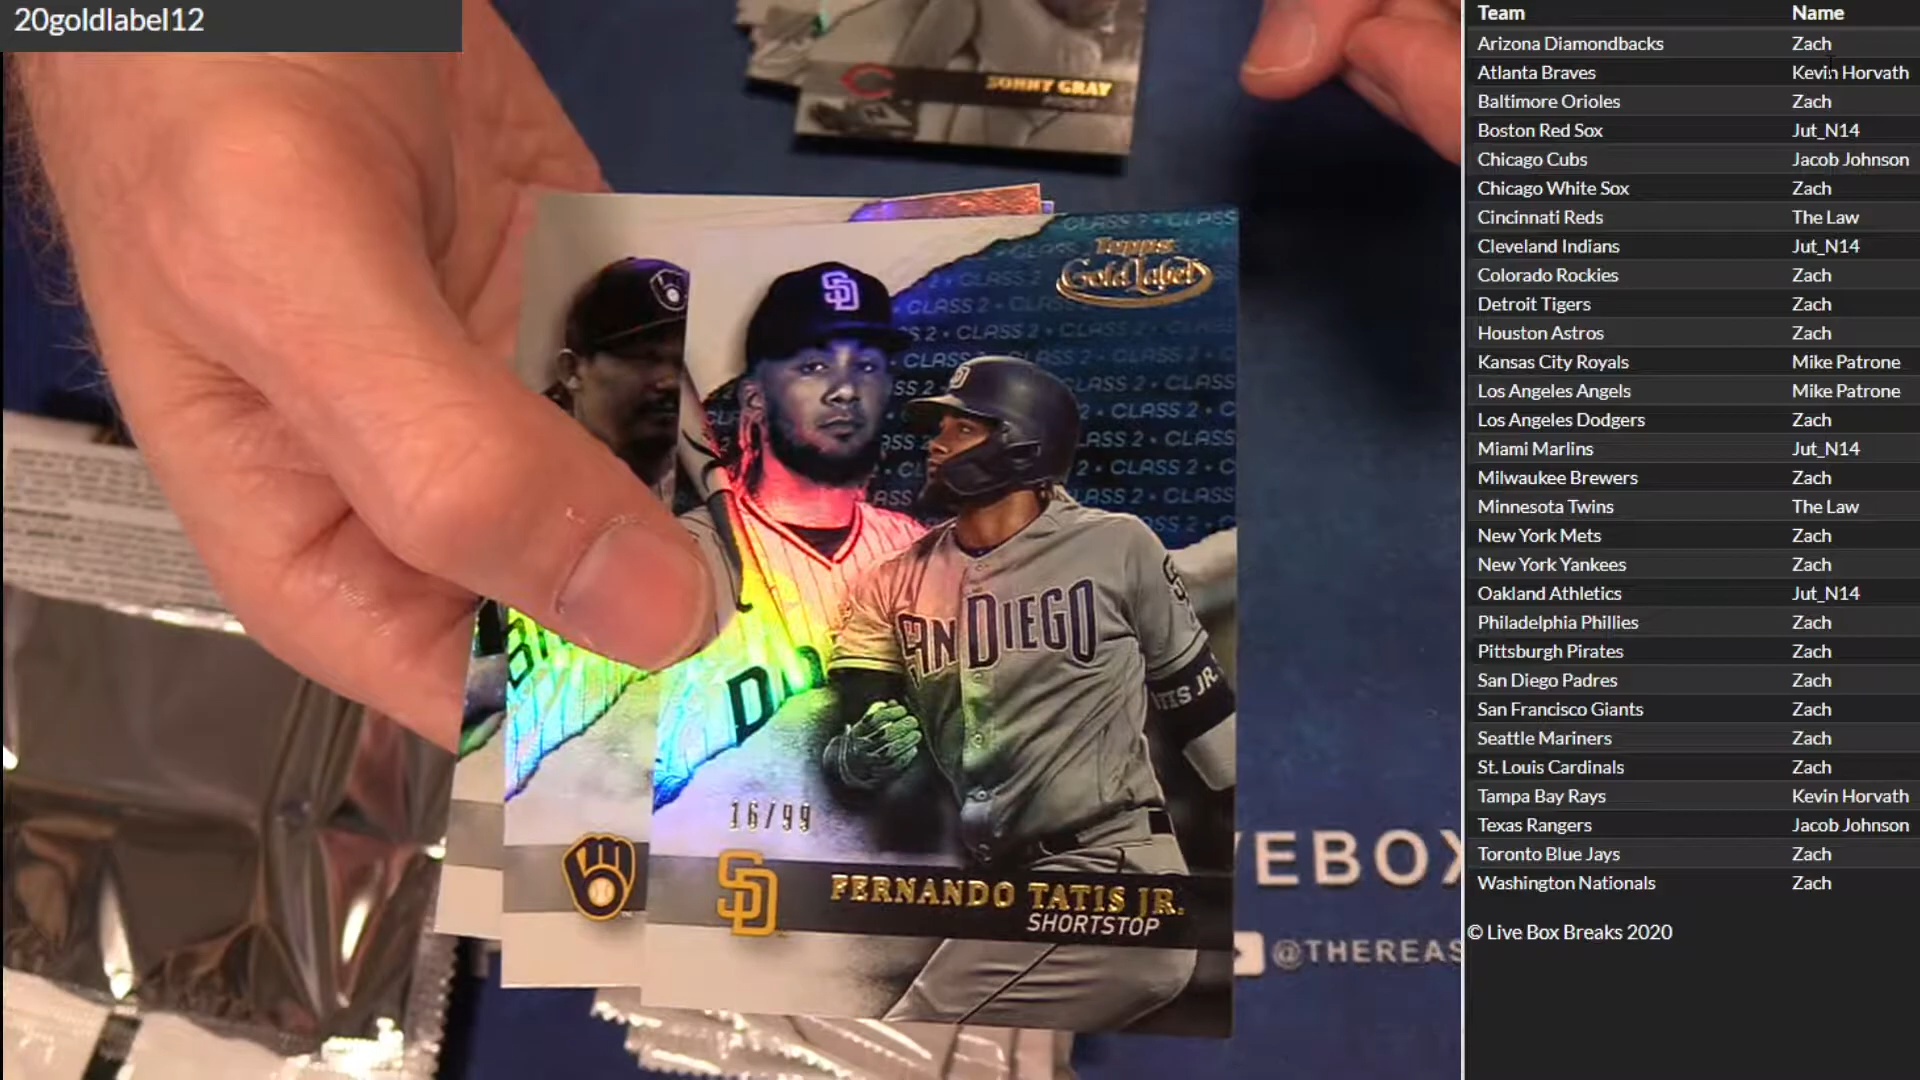 20goldlabel12
SONNY GRAY
Topps
Gold Label
CLASS 2 • CLASS
SD
SAN DIEGO
TATIS JR.
16/99
SD
FERNANDO TATIS JR.
SHORTSTOP
VEBOX
@THEREAS
Team Name
Arizona Diamondbacks Zach
Atlanta Braves Kevin Horvath
Baltimore Orioles Zach
Boston Red Sox Jut_N14
Chicago Cubs Jacob Johnson
Chicago White Sox Zach
Cincinnati Reds The Law
Cleveland Indians Jut_N14
Colorado Rockies Zach
Detroit Tigers Zach
Houston Astros Zach
Kansas City Royals Mike Patrone
Los Angeles Angels Mike Patrone
Los Angeles Dodgers Zach
Miami Marlins Jut_N14
Milwaukee Brewers Zach
Minnesota Twins The Law
New York Mets Zach
New York Yankees Zach
Oakland Athletics Jut_N14
Philadelphia Phillies Zach
Pittsburgh Pirates Zach
San Diego Padres Zach
San Francisco Giants Zach
Seattle Mariners Zach
St. Louis Cardinals Zach
Tampa Bay Rays Kevin Horvath
Texas Rangers Jacob Johnson
Toronto Blue Jays Zach
Washington Nationals Zach
© Live Box Breaks 2020